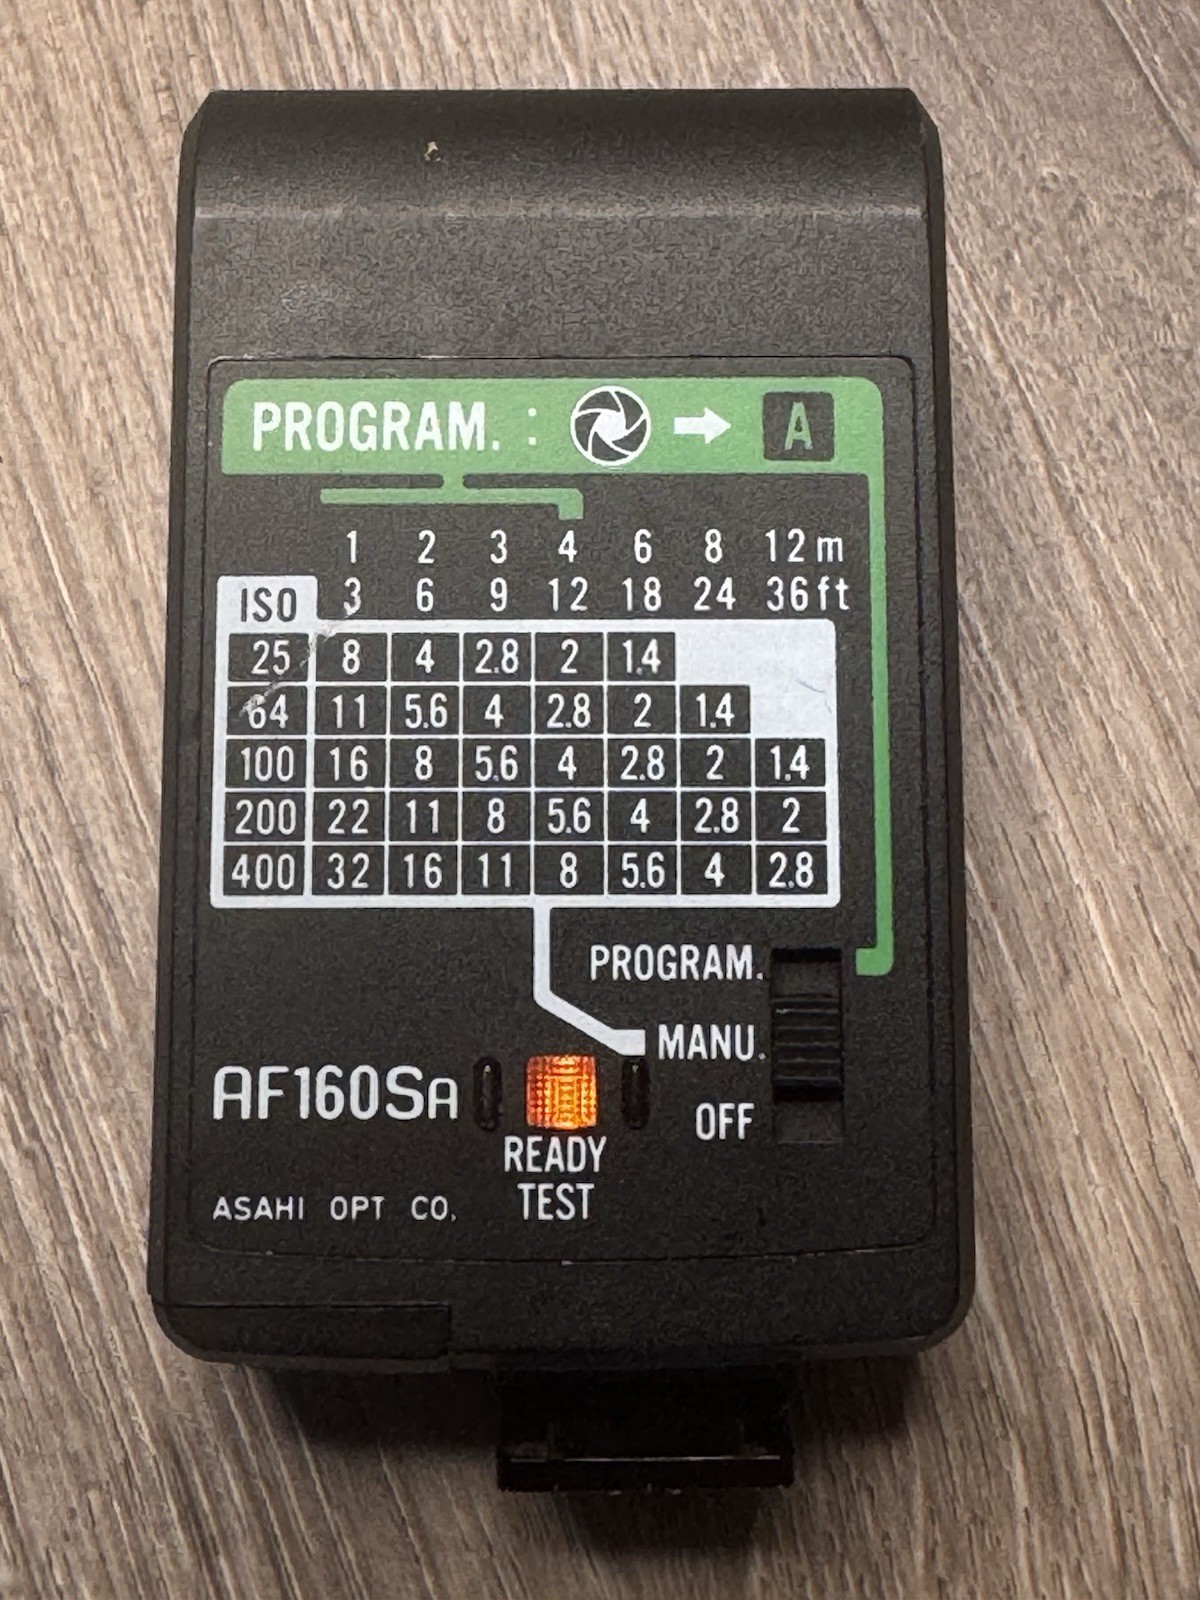 PROGRAM. : A
1 2 3 4 6 8 12m
ISO 3 6 9 12 18 24 36ft
25 8 4 2.8 2 1.4
64 11 5.6 4 2.8 2 1.4
100 16 8 5.6 4 2.8 2 1.4
200 22 11 8 5.6 4 2.8 2
400 32 16 11 8 5.6 4 2.8
PROGRAM.
MANU.
OFF
AF160SA
READY
TEST
ASAHI OPT CO,